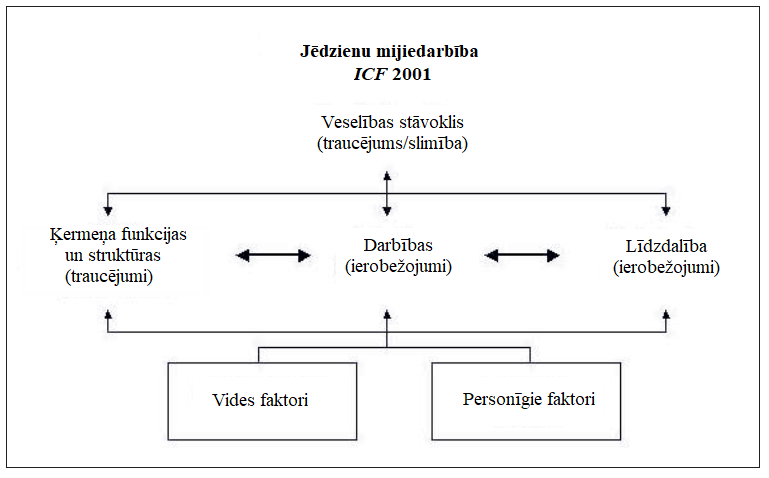 Jēdzienu mijiedarbība
ICF 2001
Veselības stāvoklis
(traucējums/slimība)
Ķermeņa funkcijas
un struktūras
(traucējumi)
Darbības
(ierobežojumi)
Līdzdalība
(ierobežojumi)
Vides faktori
Personīgie faktori